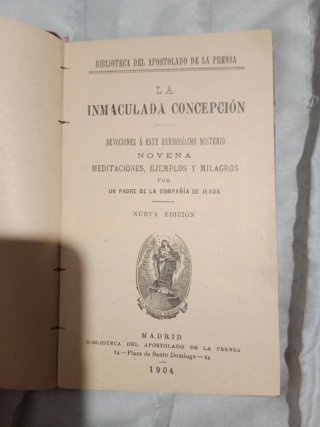 BIBLIOTECA DEL APOSTOLADO DE LA PRENSA
LA
INMACULADA CONCEPCIÓN
DEVOCIONES Á ESTE HERMOSÍSIMO MISTERIO
NOVENA
MEDITACIONES, EJEMPLOS Y MILAGROS
POR
UN PADRE DE LA COMPAÑÍA DE JESÚS
NUEVA EDICIÓN
MADRID
BIBLIOTECA DEL APOSTOLADO DE LA PRENSA
14—Plaza de Santo Domingo—14
1904